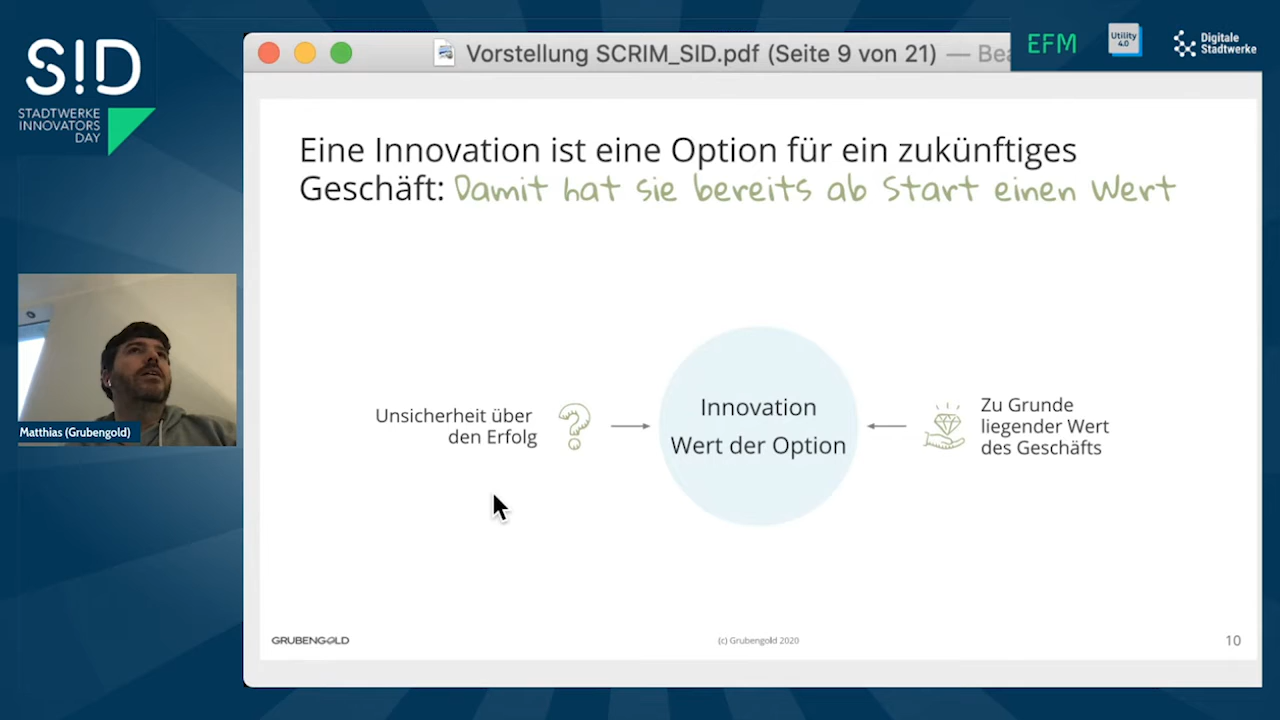 S!D
STADTWERKE
INNOVATORS
DAY
Vorstellung SCRIM_SID.pdf (Seite 9 von 21) — Bea
EFM
Utility
4.0
Digitale
Stadtwerke
Eine Innovation ist eine Option für ein zukünftiges
Geschäft: Damit hat sie bereits ab Start einen Wert
Matthias (Grubengold)
Unsicherheit über
den Erfolg
Innovation
Wert der Option
Zu Grunde
liegender Wert
des Geschäfts
GRUBENGOLD
(c) Grubengold 2020
10